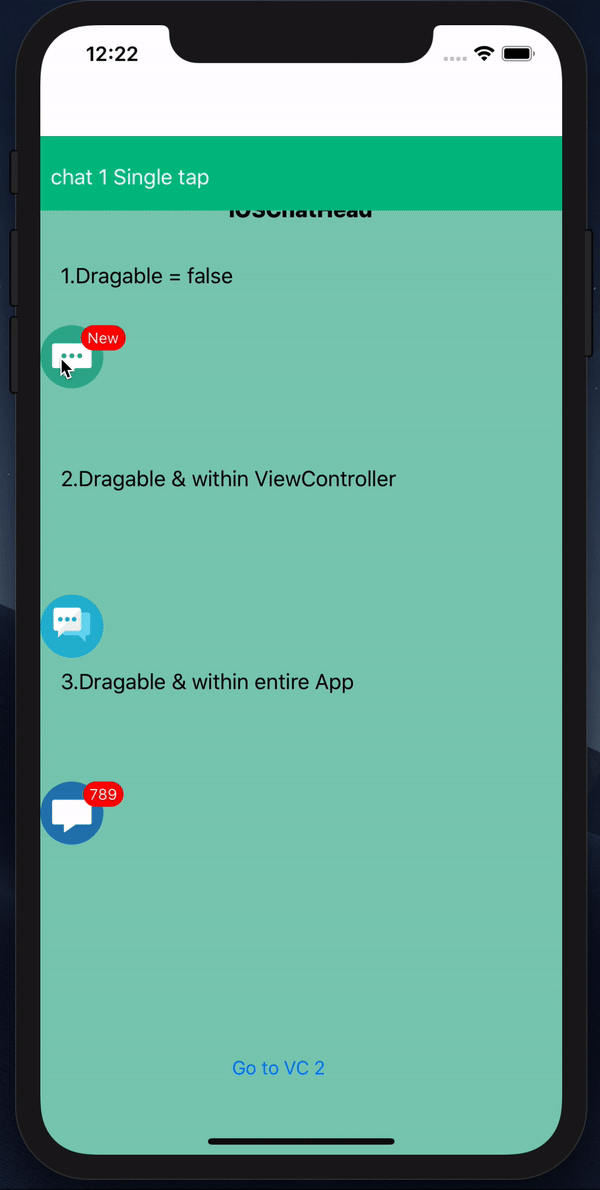 12:22
chat 1 Single tap
iOSChatHead
1.Dragable = false
New
2.Dragable & within ViewController
3.Dragable & within entire App
789
Go to VC 2